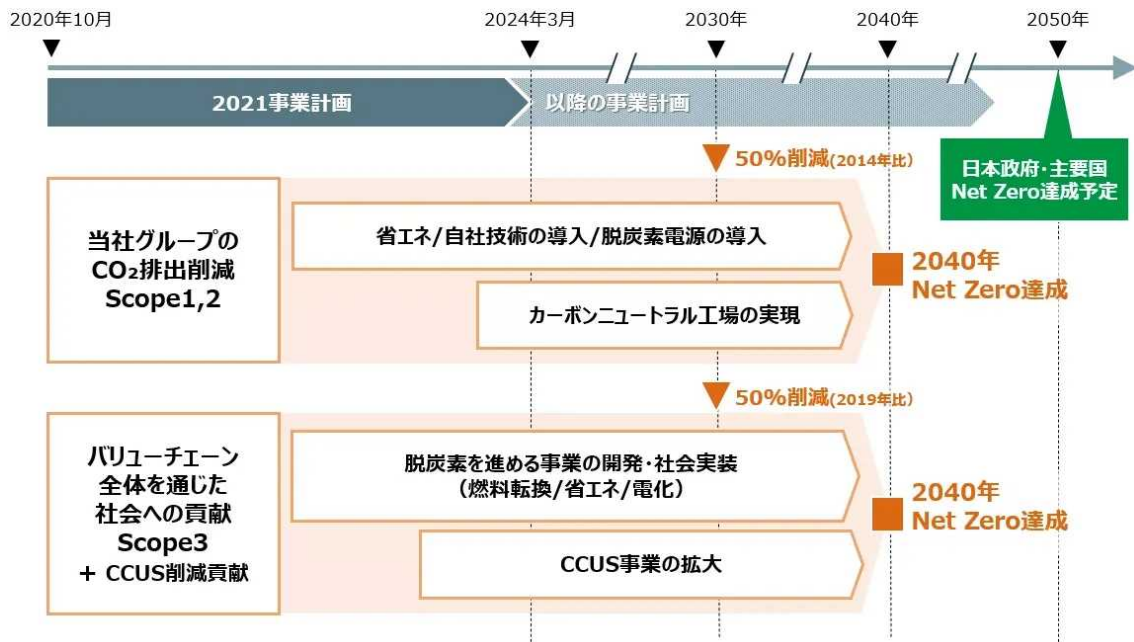 2020年10月
2024年3月
2030年
2040年
2050年
2021事業計画
以降の事業計画
50%削減(2014年比)
日本政府・主要国
Net Zero達成予定
当社グループの
CO₂排出削減
Scope1,2
省エネ/自社技術の導入/脱炭素電源の導入
カーボンニュートラル工場の実現
2040年
Net Zero達成
50%削減(2019年比)
バリューチェーン
全体を通じた
社会への貢献
Scope3
+ CCUS削減貢献
脱炭素を進める事業の開発・社会実装
(燃料転換/省エネ/電化)
CCUS事業の拡大
2040年
Net Zero達成